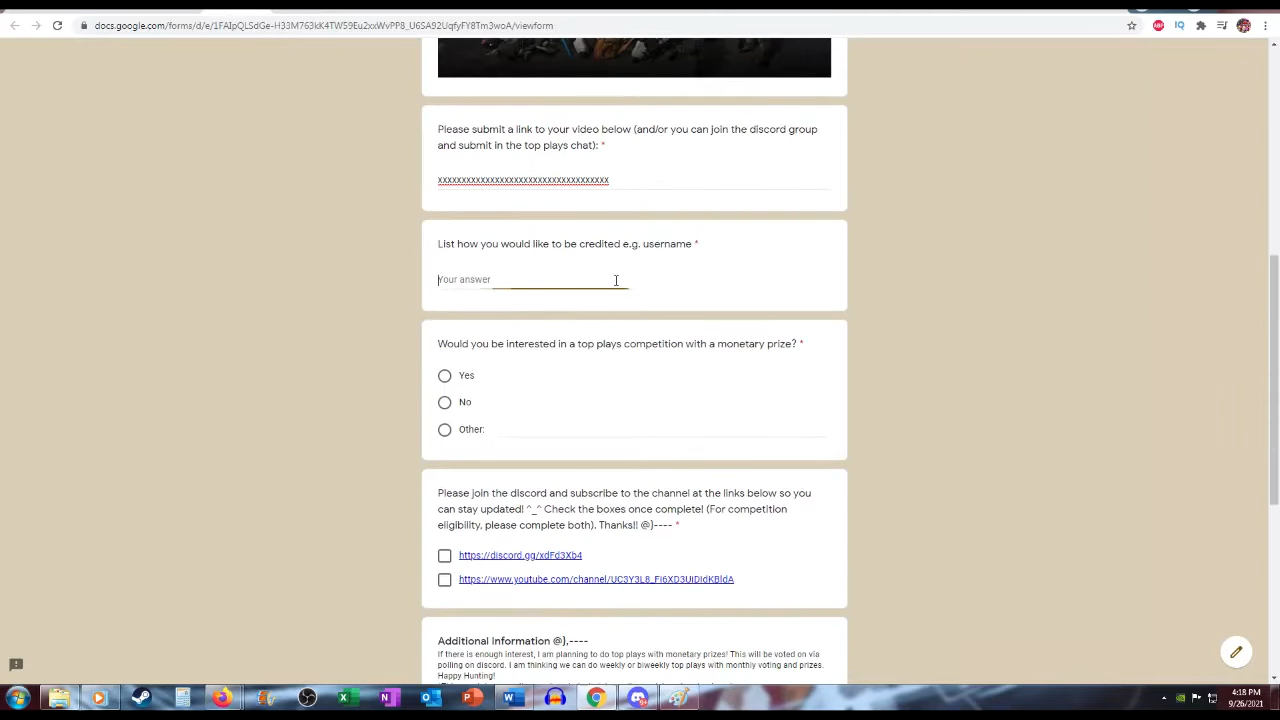 docs.google.com/forms/d/e/1FAIpQLSdGe-H33M763kK4TW59Eu2xxWvPP8_U6SA92UqfyFY8Tm3woA/viewform
ABP
IQ
Please submit a link to your video below (and/or you can join the discord group
and submit in the top plays chat): *
xxxxxxxxxxxxxxxxxxxxxxxxxxxxxxxxxxxx
List how you would like to be credited e.g. username *
Your answer
Would you be interested in a top plays competition with a monetary prize? *
Yes
No
Other:
Please join the discord and subscribe to the channel at the links below so you
can stay updated! ^_^ Check the boxes once complete! (For competition
eligibility, please complete both). Thanks!! @}---- *
https://discord.gg/xdFd3Xb4
https://www.youtube.com/channel/UC3Y3L8_Fi6XD3UiDIdKBldA
Additional Information @},----
If there is enough interest, I am planning to do top plays with monetary prizes! This will be voted on via
polling on discord. I am thinking we can do weekly or biweekly top plays with monthly voting and prizes.
Happy Hunting!
4:18 PM
9/26/2021